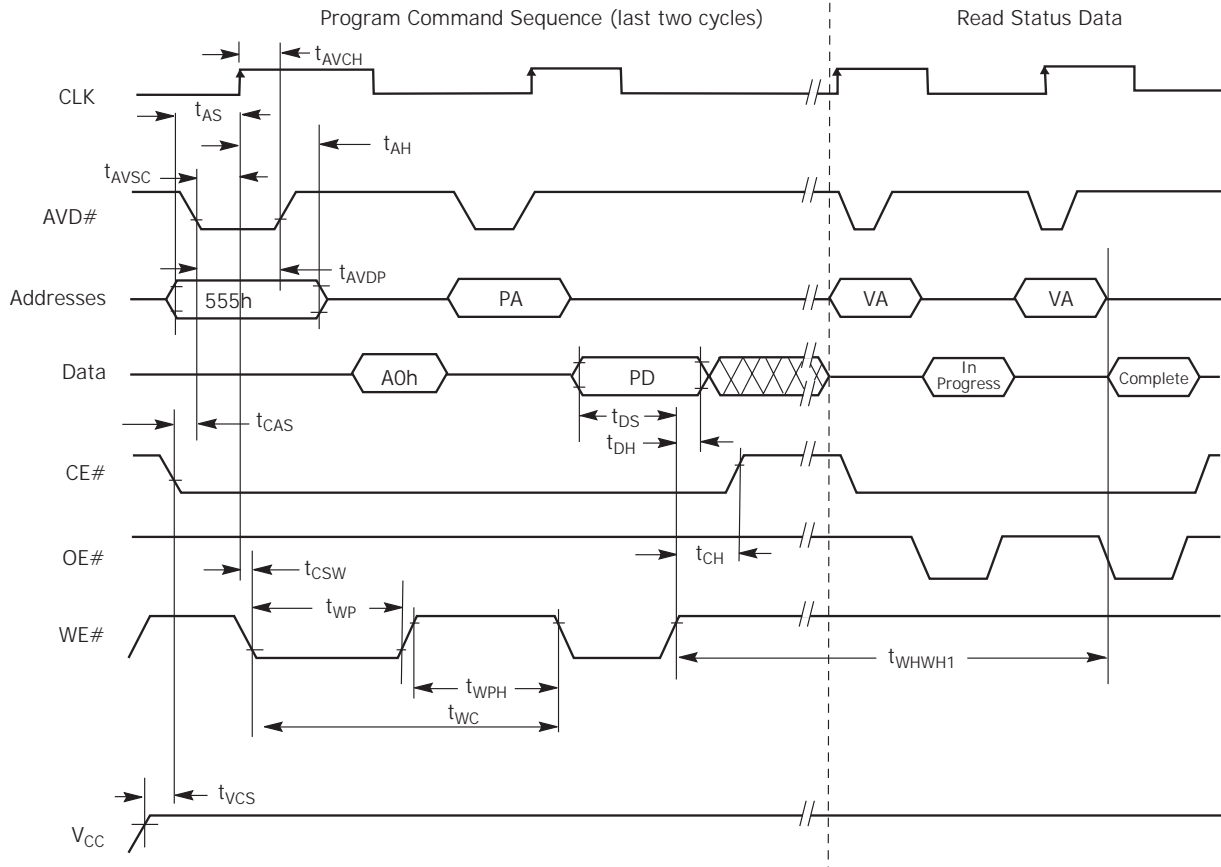 Program Command Sequence (last two cycles)
Read Status Data
tAVCH
CLK
tAS
tAH
tAVSC
AVD#
tAVDP
Addresses
555h
PA
VA
VA
Data
A0h
PD
In
Progress
Complete
tCAS
tDS
tDH
CE#
OE#
tCH
tCSW
tWP
WE#
tWHWH1
tWPH
tWC
tVCS
VCC